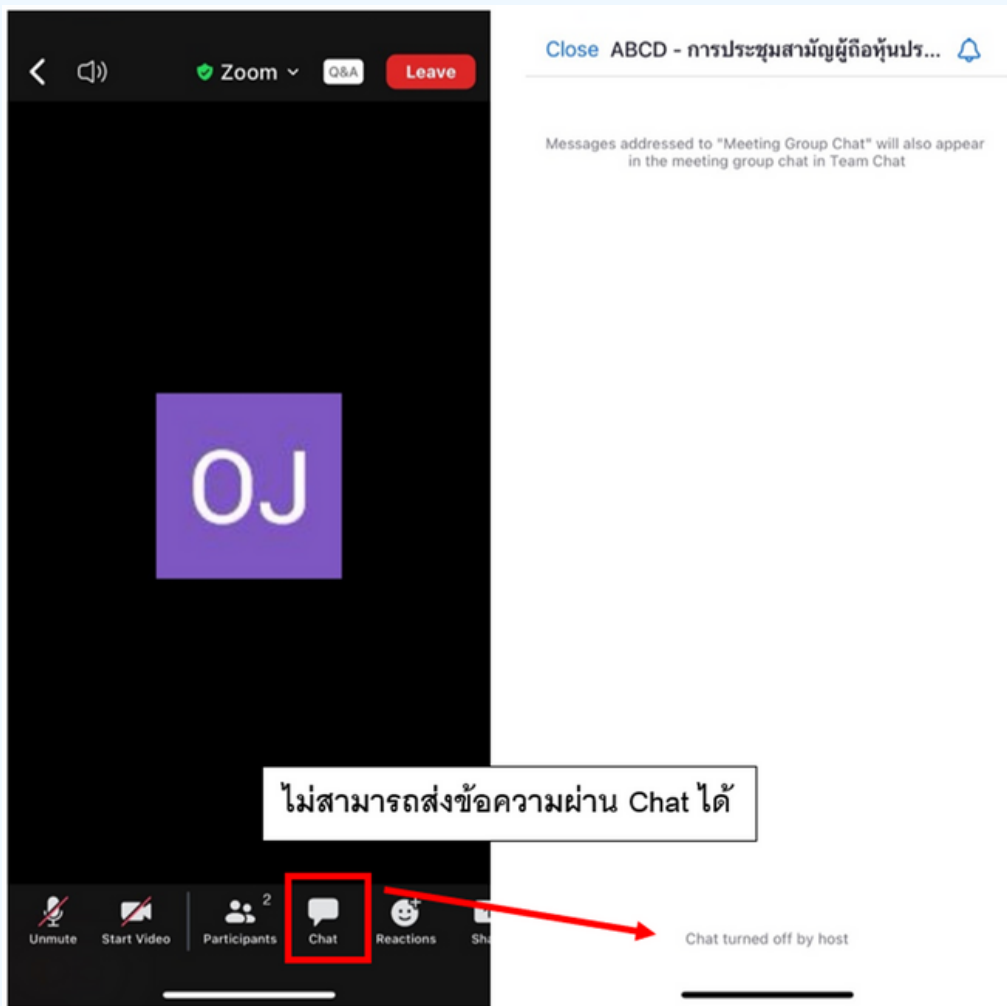 Zoom
Q&A
Leave
OJ
Unmute
Start Video
Participants
2
Chat
Reactions
Sha
Close ABCD - การประชุมสามัญผู้ถือหุ้นปร...
Messages addressed to "Meeting Group Chat" will also appear
in the meeting group chat in Team Chat
ไม่สามารถส่งข้อความผ่าน Chat ได้
Chat turned off by host